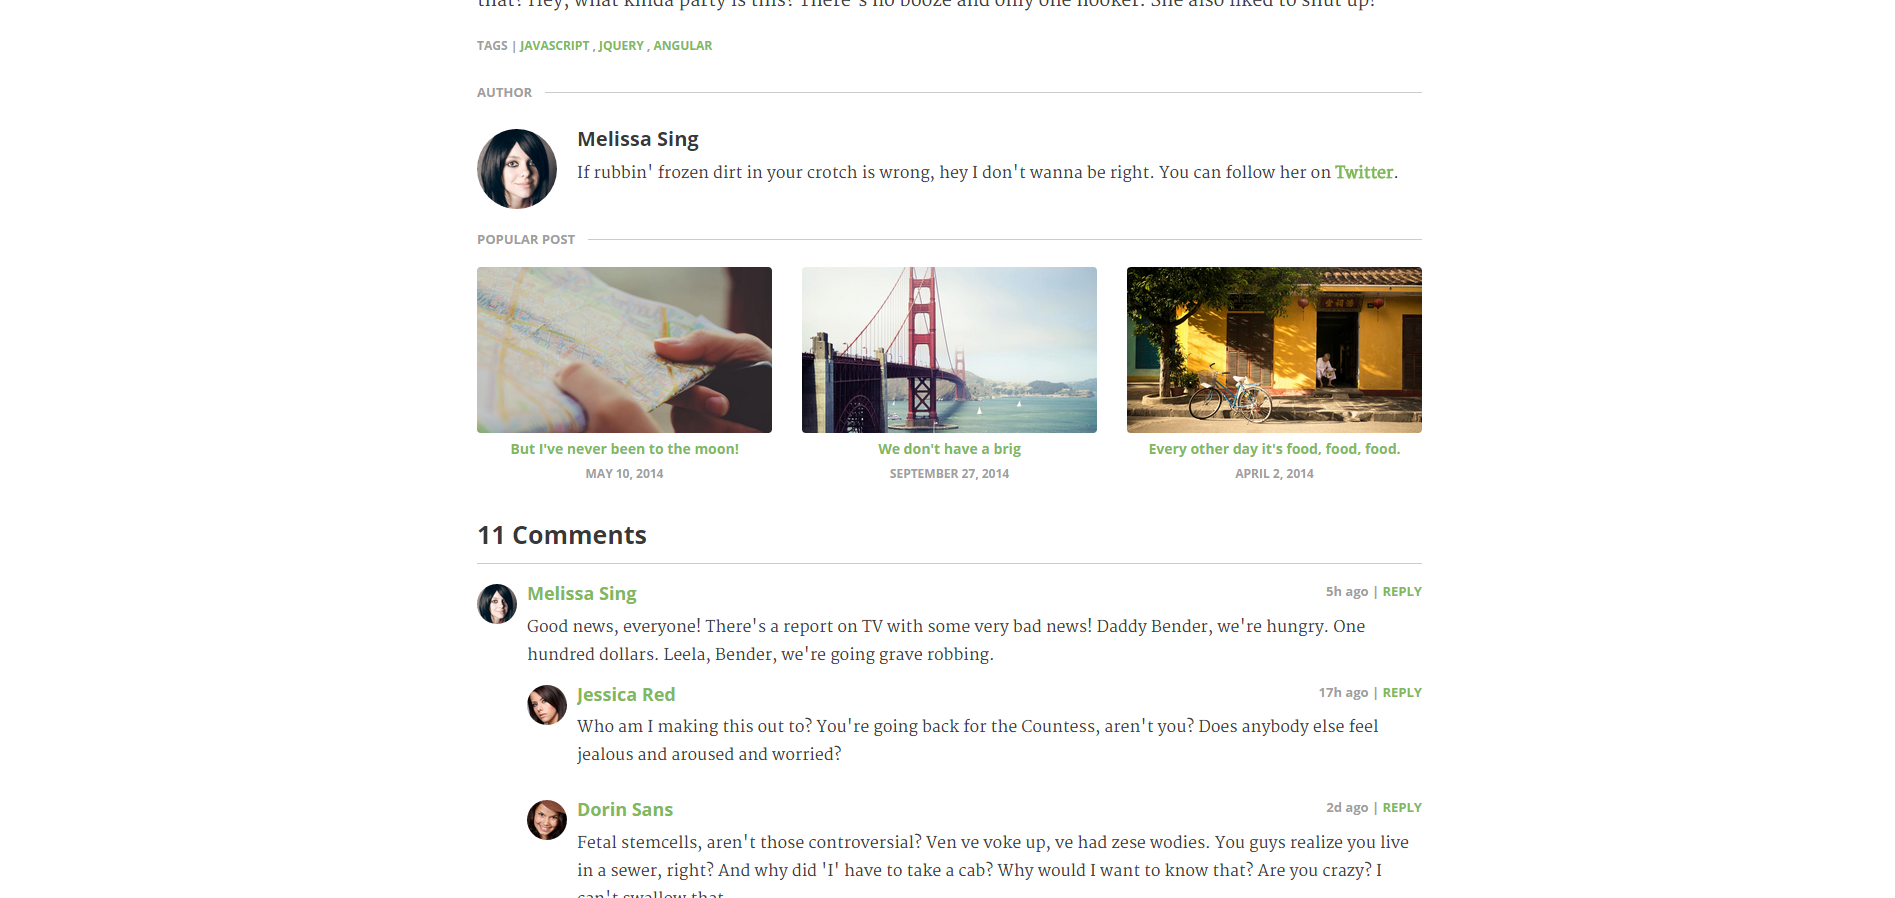 that? Hey, what kinda party is this? There's no booze and only one hooker. She also liked to shut up!
TAGS | JAVASCRIPT , JQUERY , ANGULAR
AUTHOR
Melissa Sing
If rubbin' frozen dirt in your crotch is wrong, hey I don't wanna be right. You can follow her on Twitter.
POPULAR POST
But I've never been to the moon!
MAY 10, 2014
We don't have a brig
SEPTEMBER 27, 2014
Every other day it's food, food, food.
APRIL 2, 2014
11 Comments
Melissa Sing
5h ago | REPLY
Good news, everyone! There's a report on TV with some very bad news! Daddy Bender, we're hungry. One
hundred dollars. Leela, Bender, we're going grave robbing.
Jessica Red
17h ago | REPLY
Who am I making this out to? You're going back for the Countess, aren't you? Does anybody else feel
jealous and aroused and worried?
Dorin Sans
2d ago | REPLY
Fetal stemcells, aren't those controversial? Ven ve voke up, ve had zese wodies. You guys realize you live
in a sewer, right? And why did 'I' have to take a cab? Why would I want to know that? Are you crazy? I
can't swallow that.